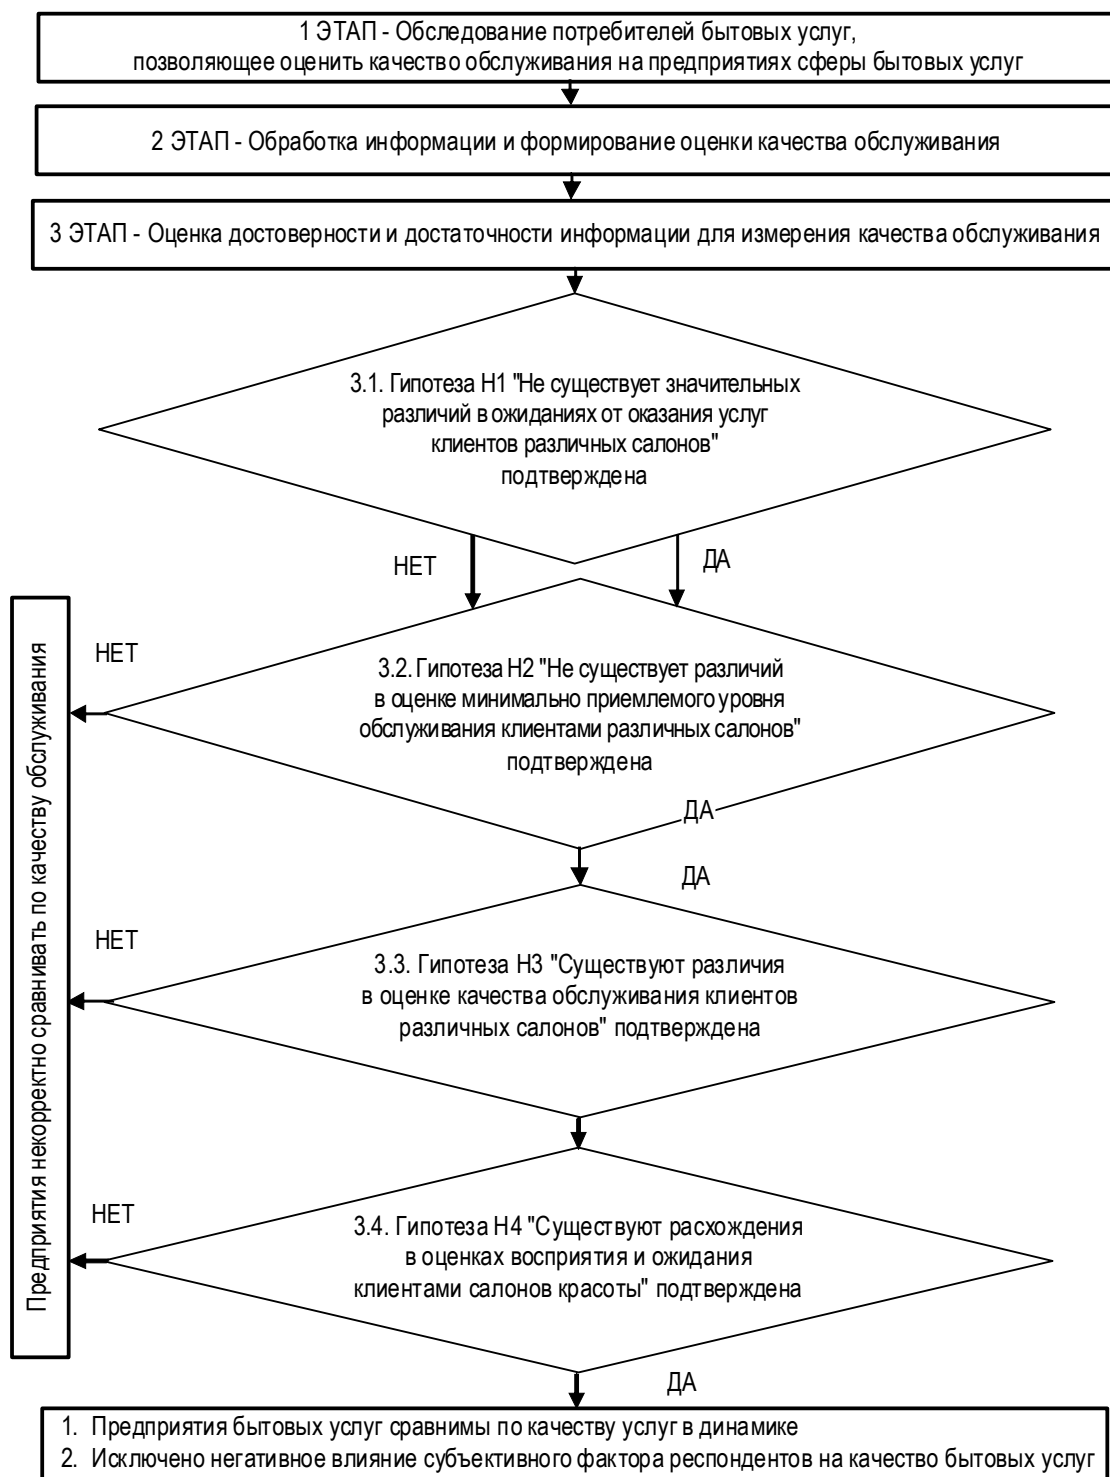 1 ЭТАП - Обследование потребителей бытовых услуг,
позволяющее оценить качество обслуживания на предприятиях сферы бытовых услуг
2 ЭТАП - Обработка информации и формирование оценки качества обслуживания
3 ЭТАП - Оценка достоверности и достаточности информации для измерения качества обслуживания
3.1. Гипотеза Н1 "Не существует значительных
различий в ожиданиях от оказания услуг
клиентов различных салонов"
подтверждена
НЕТ
ДА
Предприятия некорректно сравнивать по качеству обслуживания
НЕТ
3.2. Гипотеза Н2 "Не существует различий
в оценке минимально приемлемого уровня
обслуживания клиентами различных салонов"
подтверждена
ДА
ДА
НЕТ
3.3. Гипотеза Н3 "Существуют различия
в оценке качества обслуживания клиентов
различных салонов" подтверждена
НЕТ
3.4. Гипотеза Н4 "Существуют расхождения
в оценках восприятия и ожидания
клиентами салонов красоты" подтверждена
ДА
1. Предприятия бытовых услуг сравнимы по качеству услуг в динамике
2. Исключено негативное влияние субъективного фактора респондентов на качество бытовых услуг